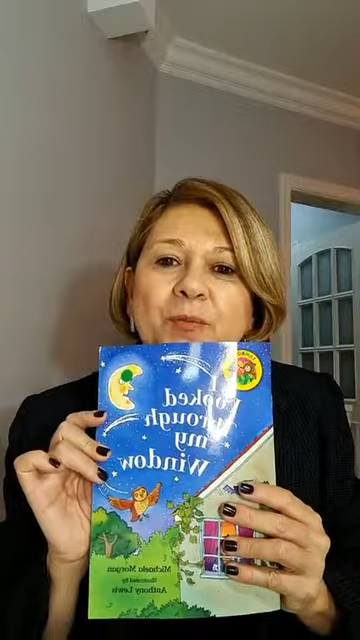 I
Looked
through
my
Window
Michaela Morgan
Illustrated by
Anthony Lewis